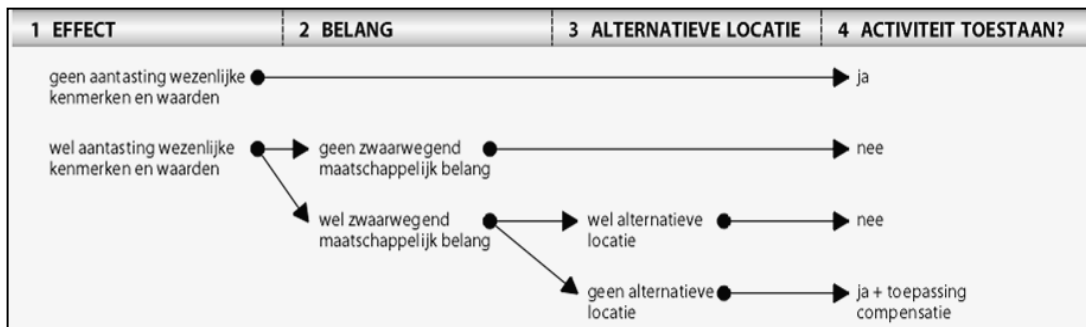 1 EFFECT
2 BELANG
3 ALTERNATIEVE LOCATIE
4 ACTIVITEIT TOESTAAN?
geen aantasting wezenlijke
kenmerken en waarden
ja
wel aantasting wezenlijke
kenmerken en waarden
geen zwaarwegend
maatschappelijk belang
nee
wel zwaarwegend
maatschappelijk belang
wel alternatieve
locatie
nee
geen alternatieve
locatie
ja + toepassing
compensatie